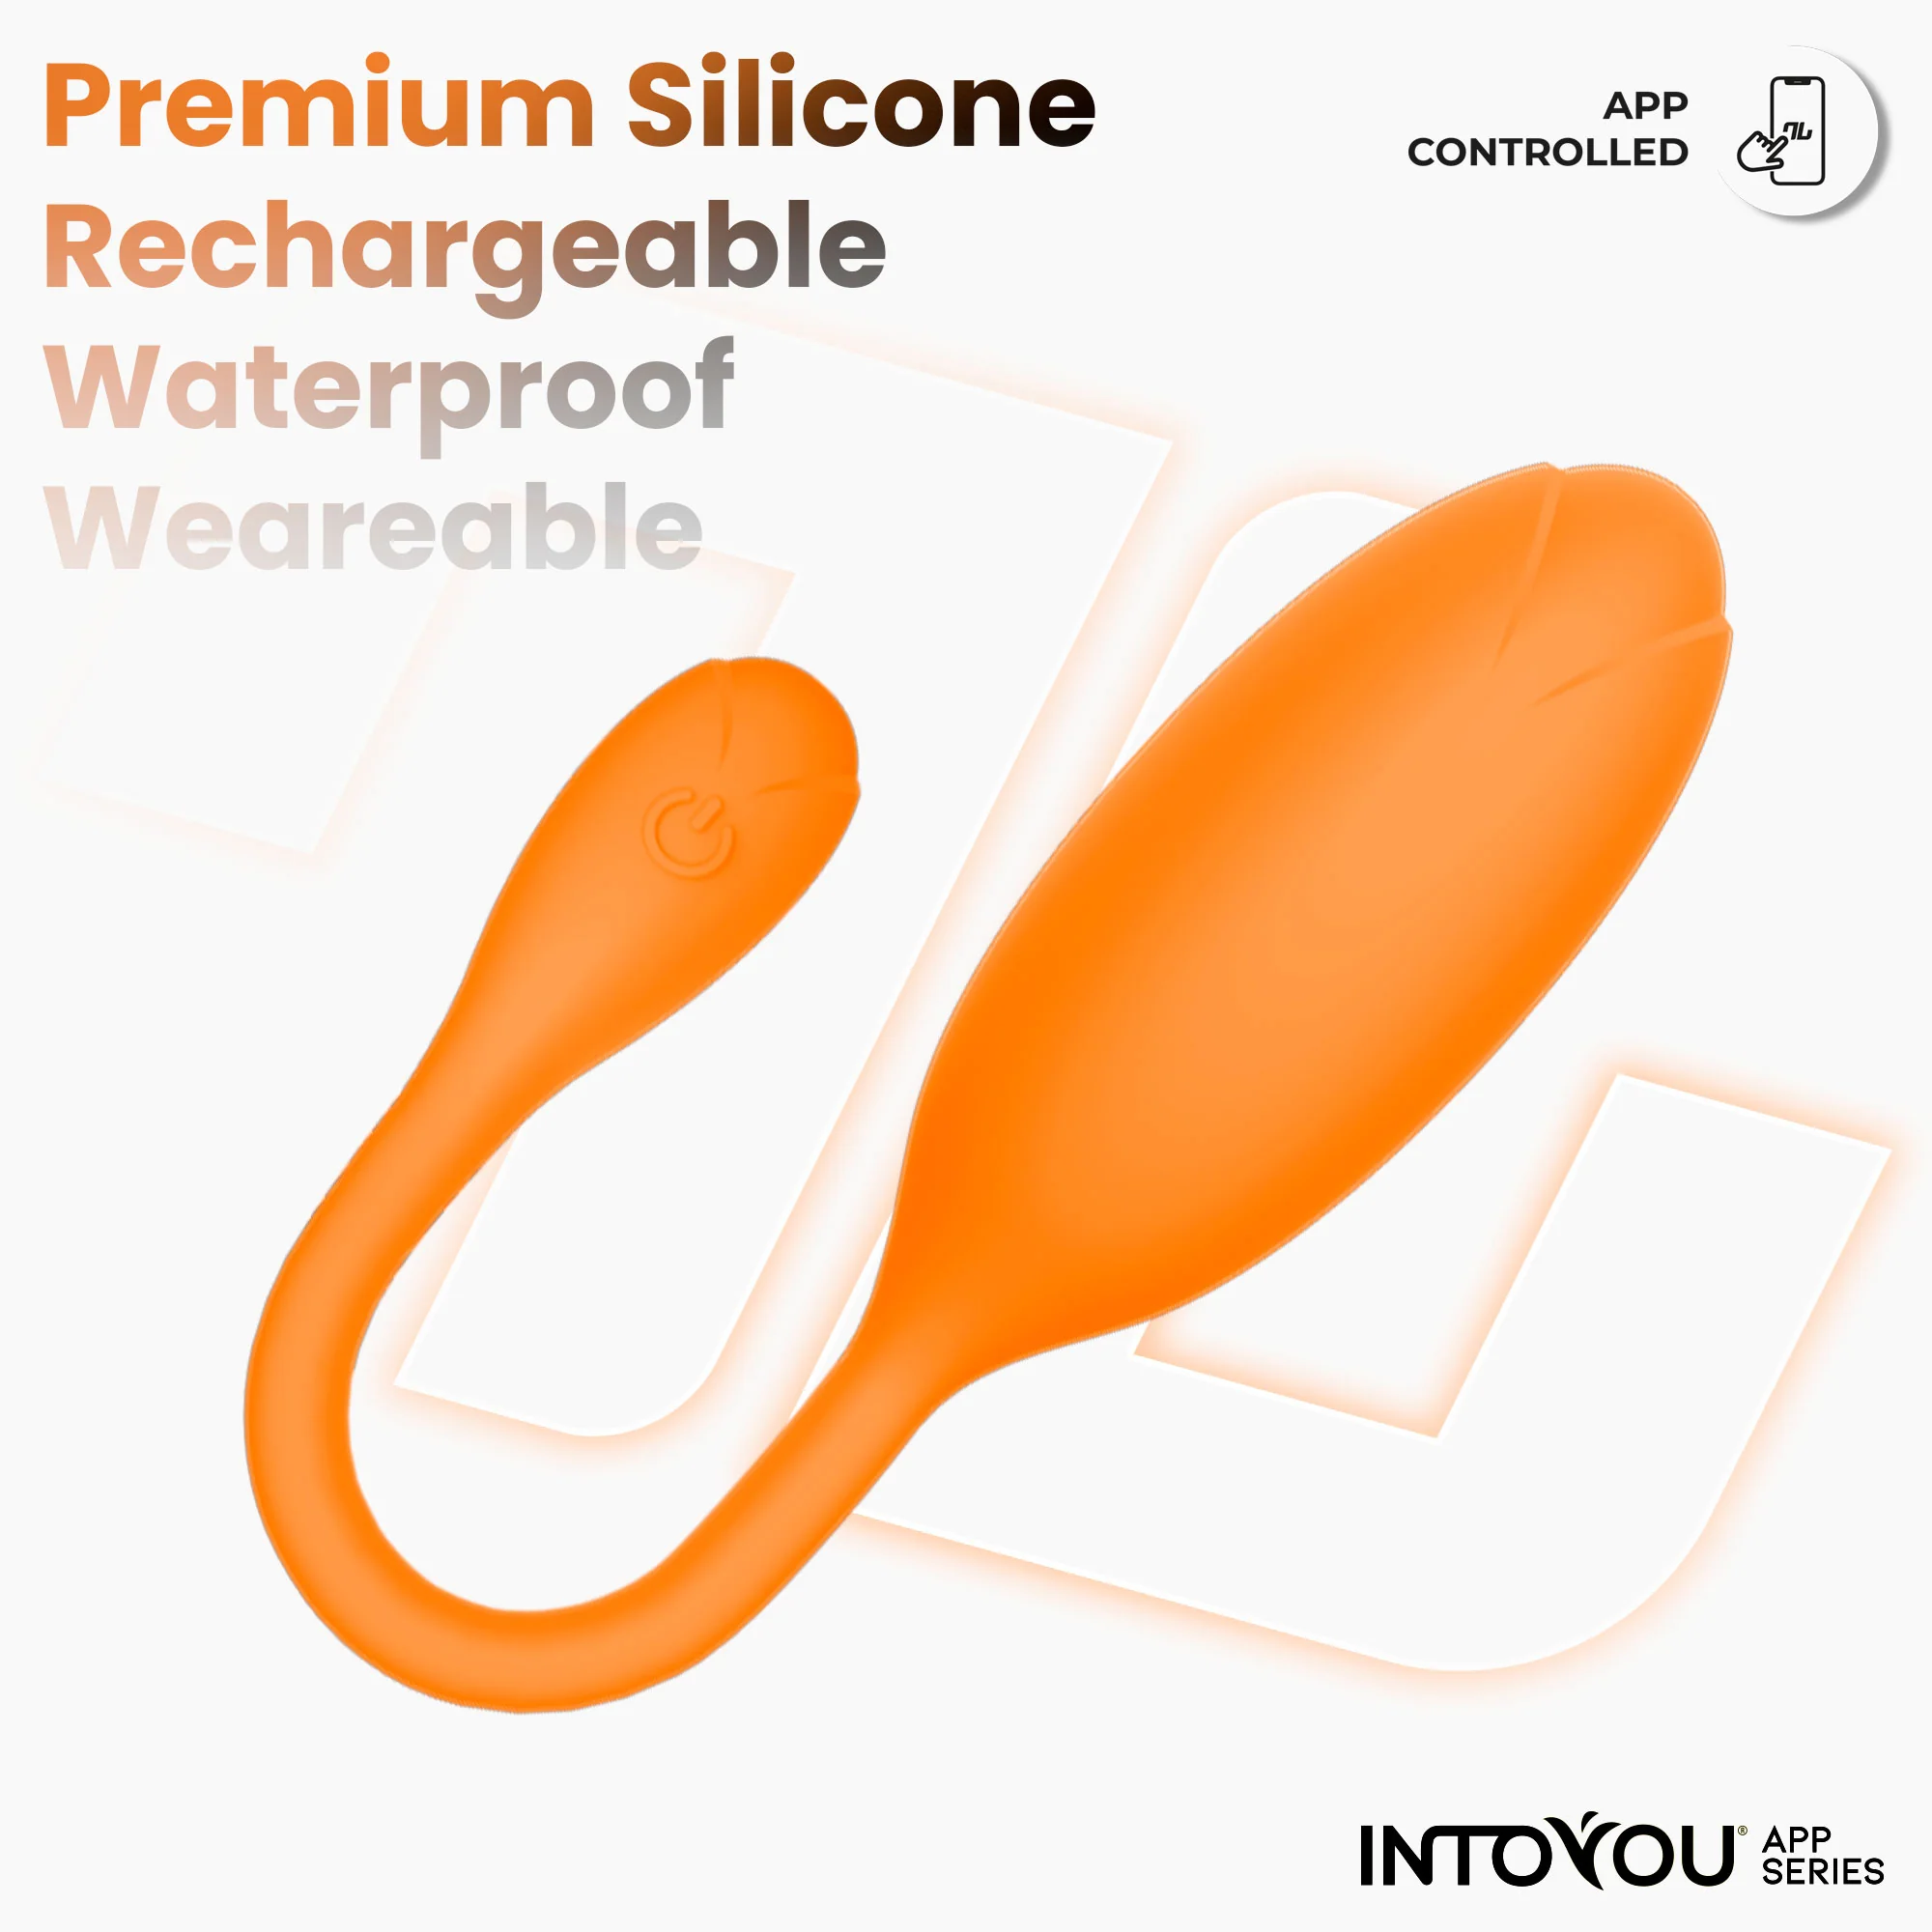 Premium Silicone
Rechargeable
Waterproof
Weareable
APP
CONTROLLED
INTOYOU® APP
SERIES